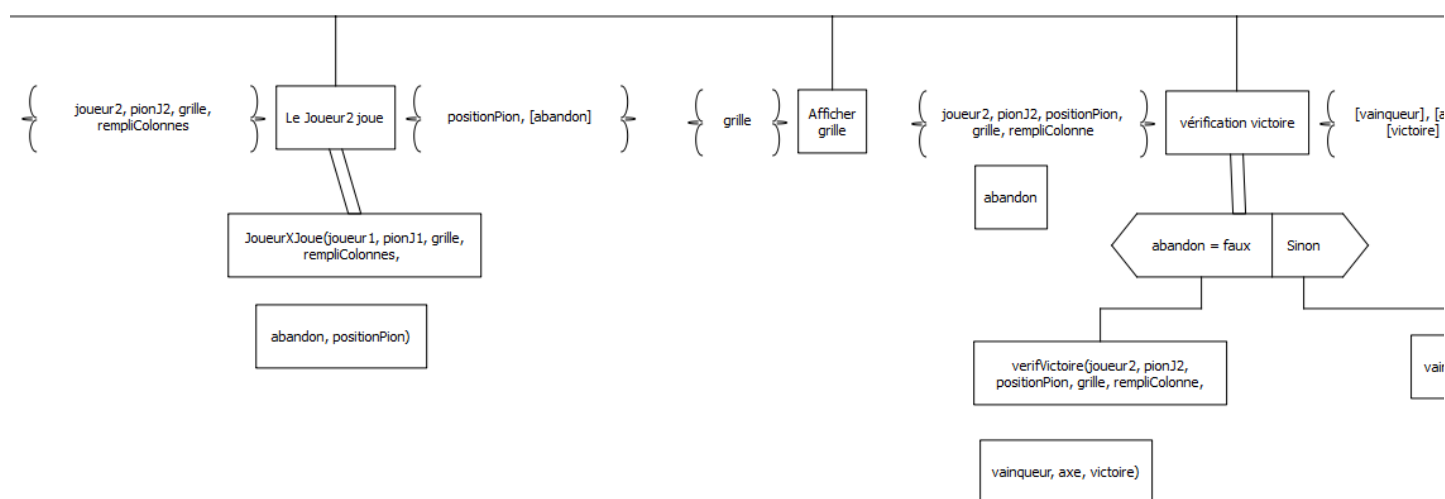 joueur2, pionJ2, grille,
rempliColonnes
Le Joueur2 joue
positionPion, [abandon]
grille
Afficher
grille
joueur2, pionJ2, positionPion,
grille, rempliColonne
vérification victoire
[vainqueur], [a
[victoire]
abandon
JoueurXJoue(joueur1, pionJ1, grille,
rempliColonnes,
abandon = faux
Sinon
abandon, positionPion)
verifVictoire(joueur2, pionJ2,
positionPion, grille, rempliColonne,
vain
vainqueur, axe, victoire)